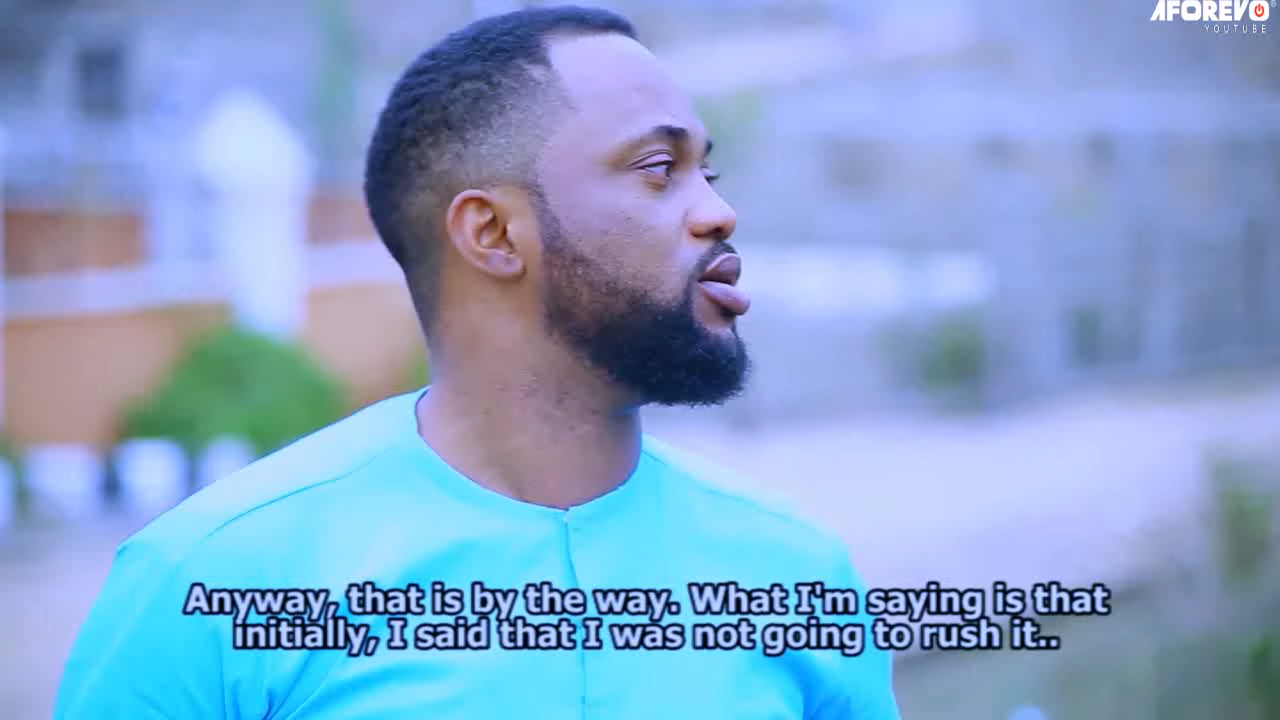 AFOREVO
YOUTUBE
Anyway, that is by the way. What I'm saying is that
initially, I said that I was not going to rush it..